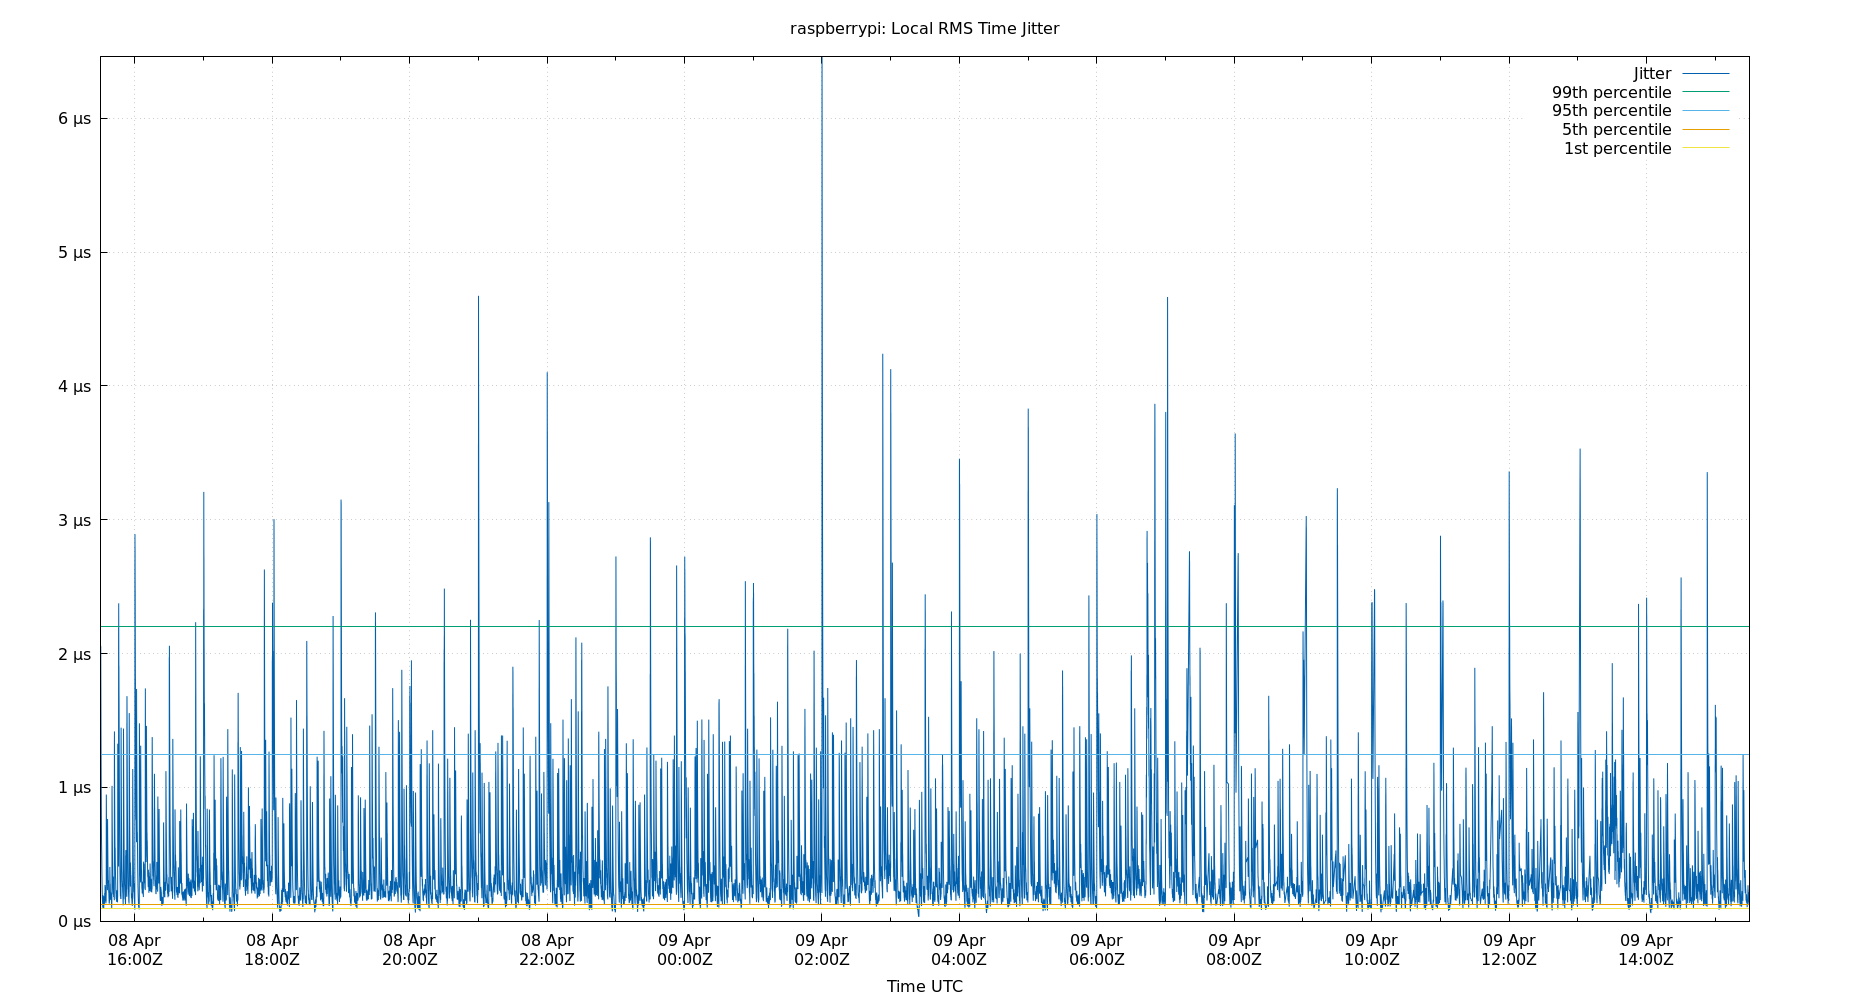 raspberrypi: Local RMS Time Jitter
Jitter
99th percentile
95th percentile
5th percentile
1st percentile
6 µs
5 µs
4 µs
3 µs
2 µs
1 µs
0 µs
08 Apr 08 Apr 08 Apr 08 Apr 09 Apr 09 Apr 09 Apr 09 Apr 09 Apr 09 Apr 09 Apr 09 Apr
16:00Z 18:00Z 20:00Z 22:00Z 00:00Z 02:00Z 04:00Z 06:00Z 08:00Z 10:00Z 12:00Z 14:00Z
Time UTC